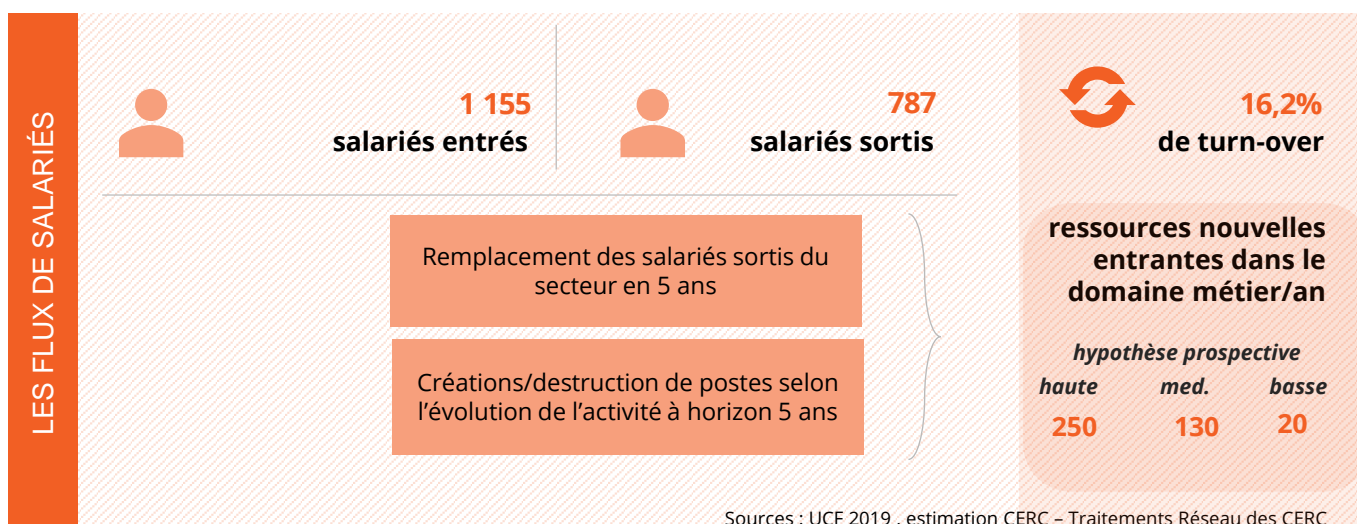 LES FLUX DE SALARIÉS
1 155
salariés entrés
787
salariés sortis
16,2%
de turn-over
Remplacement des salariés sortis du
secteur en 5 ans
Créations/destruction de postes selon
l'évolution de l'activité à horizon 5 ans
ressources nouvelles
entrantes dans le
domaine métier/an
hypothèse prospective
haute med. basse
250 130 20
Sources : UCF 2019 , estimation CERC – Traitements Réseau des CERC